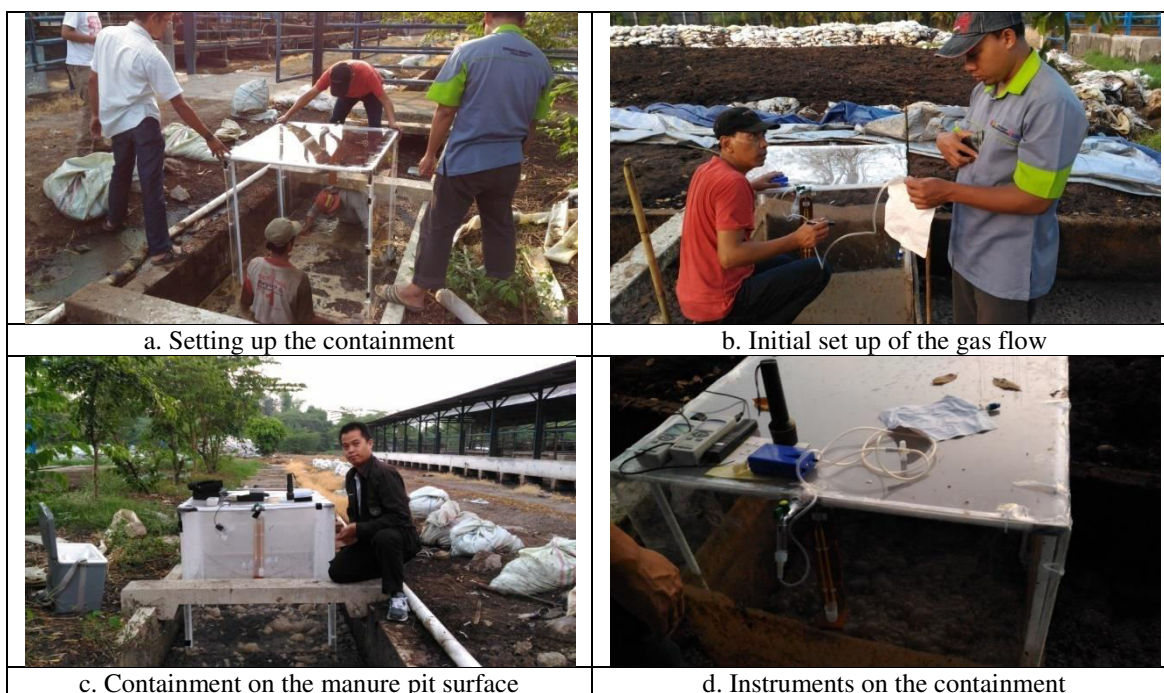 a. Setting up the containment
b. Initial set up of the gas flow
c. Containment on the manure pit surface
d. Instruments on the containment